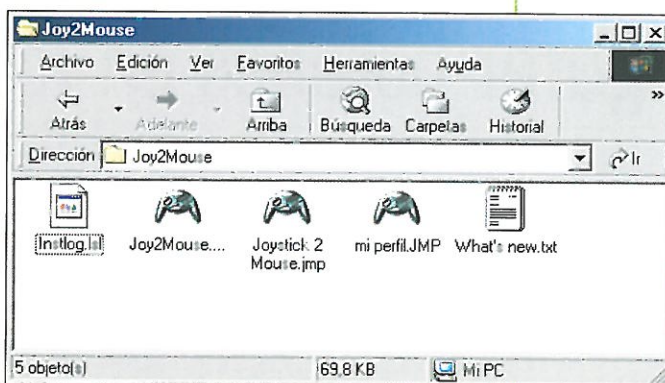 Joy2Mouse
Archivo Edición Ver Favoritos Herramientas Ayuda
Atrás Adelante Arriba Búsqueda Carpetas Historial »
Dirección Joy2Mouse Ir
Instlog.lsl Joy2Mouse.... Joystick 2 Mouse.jmp mi perfil.JMP What's new.txt
5 objeto(s) 69,8 KB Mi PC